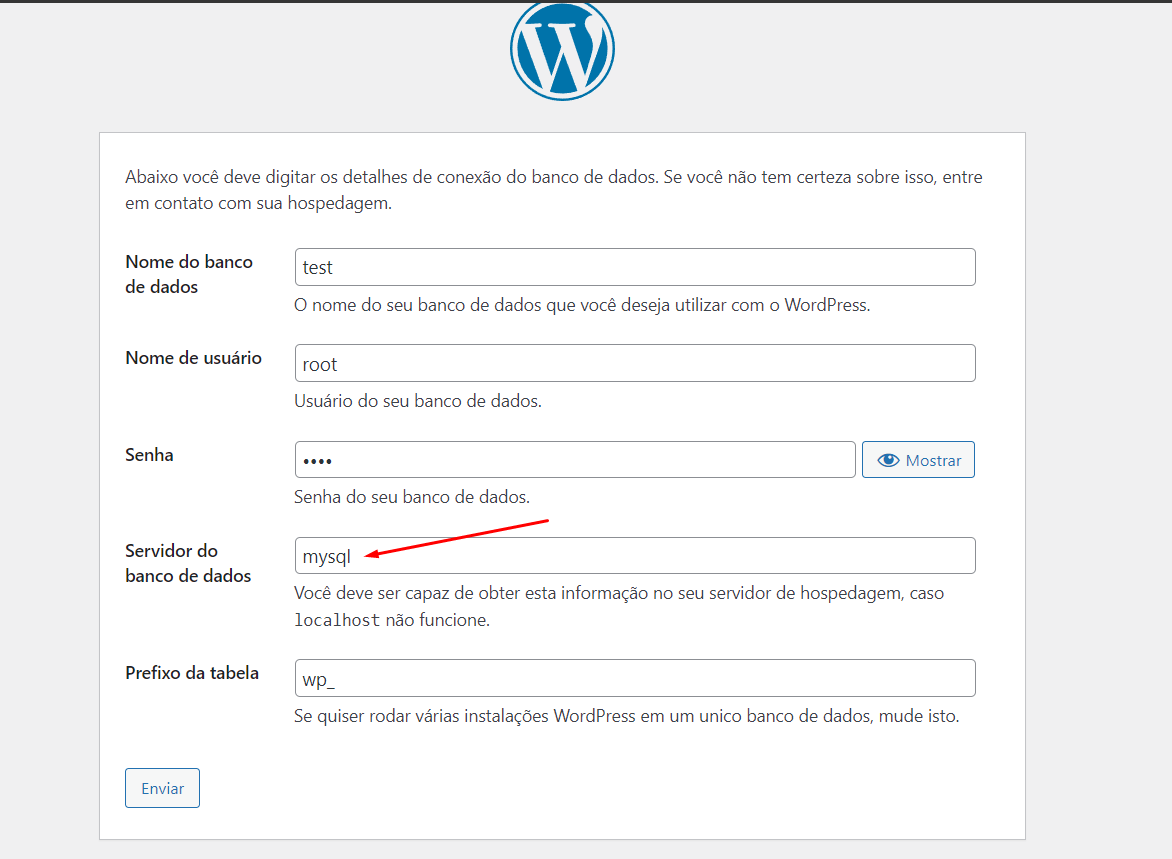 W
Abaixo você deve digitar os detalhes de conexão do banco de dados. Se você não tem certeza sobre isso, entre
em contato com sua hospedagem.
Nome do banco
de dados
test
O nome do seu banco de dados que você deseja utilizar com o WordPress.
Nome de usuário
root
Usuário do seu banco de dados.
Senha
••••
Mostrar
Senha do seu banco de dados.
Servidor do
banco de dados
mysql
Você deve ser capaz de obter esta informação no seu servidor de hospedagem, caso
localhost não funcione.
Prefixo da tabela
wp_
Se quiser rodar várias instalações WordPress em um unico banco de dados, mude isto.
Enviar